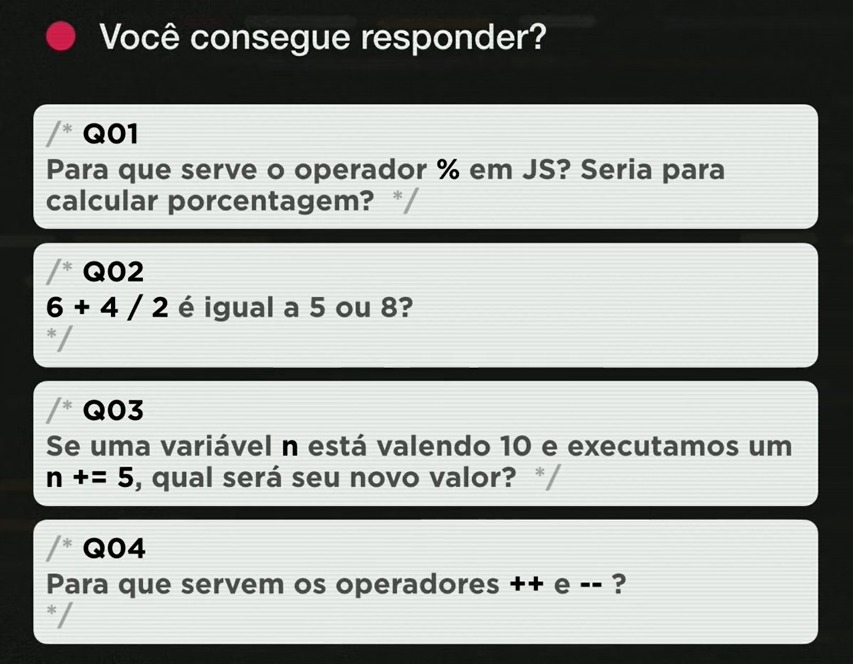 Você consegue responder?
/* Q01
Para que serve o operador % em JS? Seria para
calcular porcentagem? */
/* Q02
6 + 4 / 2 é igual a 5 ou 8?
*/
/* Q03
Se uma variável n está valendo 10 e executamos um
n += 5, qual será seu novo valor? */
/* Q04
Para que servem os operadores ++ e -- ?
*/